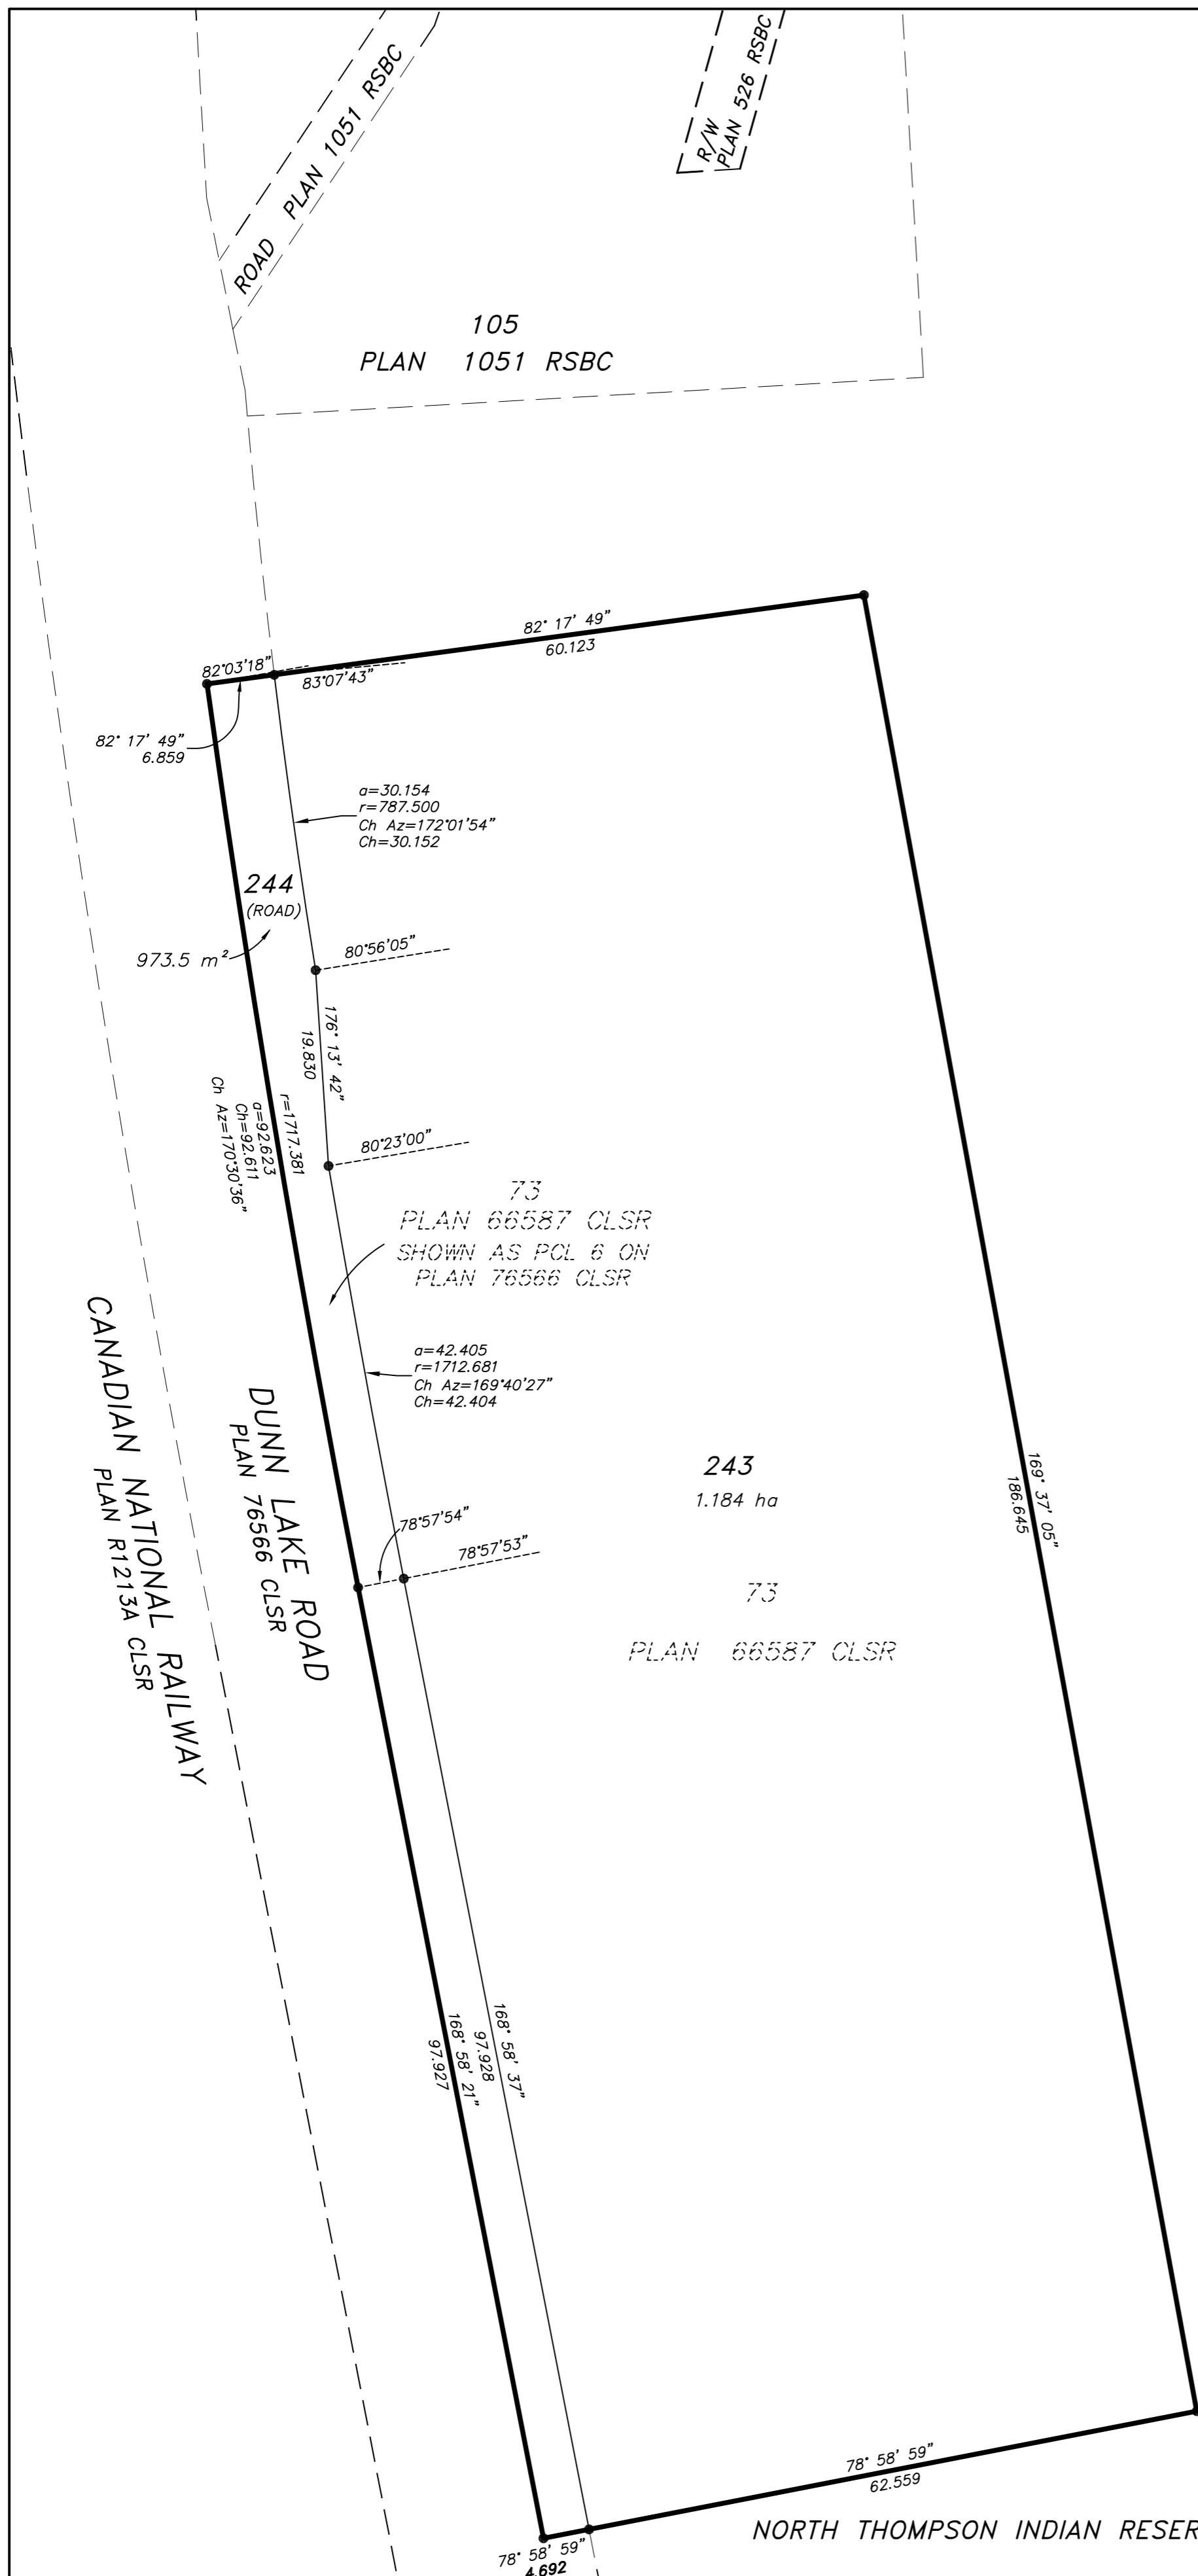 ROAD PLAN 1051 RSBC
R/W
PLAN 526 RSBC
105
PLAN 1051 RSBC
82° 17' 49"
60.123
82°03'18"
83°07'43"
82° 17' 49"
6.859
a=30.154
r=787.500
Ch Az=172°01'54"
Ch=30.152
244
(ROAD)
973.5 m²
80°56'05"
176° 13' 42"
19.830
r=1717.381
a=92.623
Ch=92.611
Ch Az=170°30'36"
80°23'00"
73
PLAN 66587 CLSR
SHOWN AS PCL 6 ON
PLAN 76566 CLSR
a=42.405
r=1712.681
Ch Az=169°40'27"
Ch=42.404
CANADIAN NATIONAL RAILWAY
PLAN R1213A CLSR
DUNN LAKE ROAD
PLAN 76566 CLSR
243
1.184 ha
169° 37' 05"
186.645
78°57'54"
78°57'53"
73
PLAN 66587 CLSR
168° 58' 37"
97.928
168° 58' 21"
97.927
78° 58' 59"
62.559
NORTH THOMPSON INDIAN RESER
78° 58' 59"
4.692